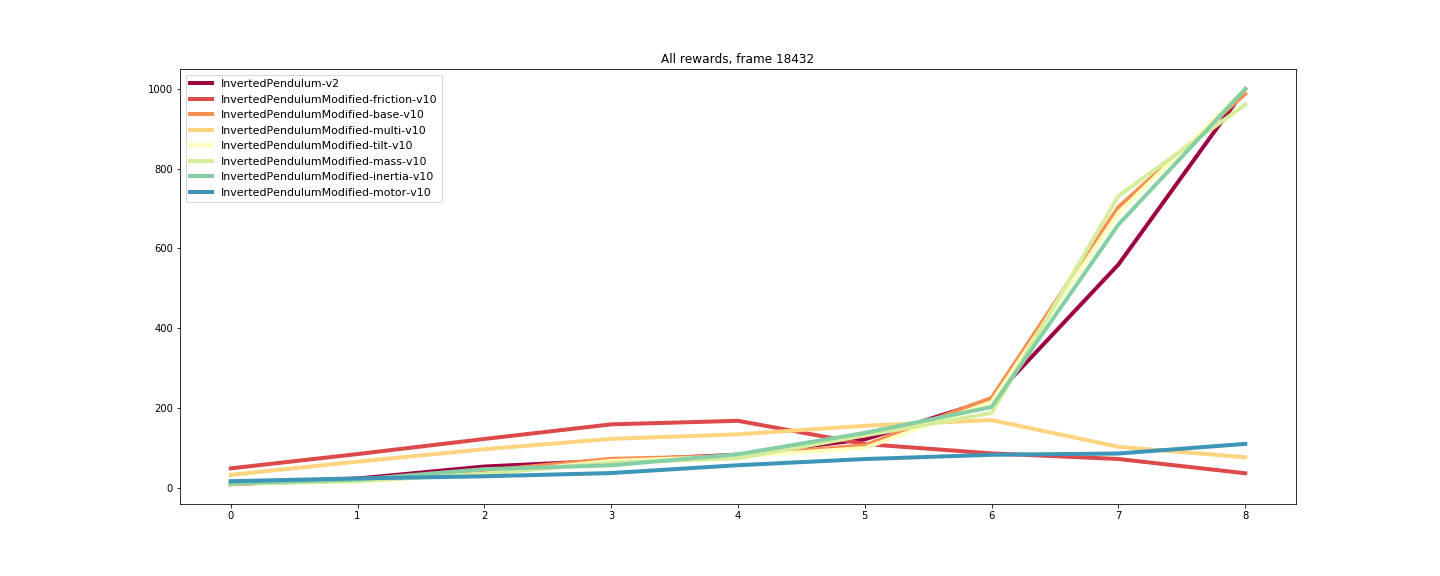 All rewards, frame 18432
InvertedPendulum-v2
InvertedPendulumModified-friction-v10
InvertedPendulumModified-base-v10
InvertedPendulumModified-multi-v10
InvertedPendulumModified-tilt-v10
InvertedPendulumModified-mass-v10
InvertedPendulumModified-inertia-v10
InvertedPendulumModified-motor-v10
1000
800
600
400
200
0
0 1 2 3 4 5 6 7 8